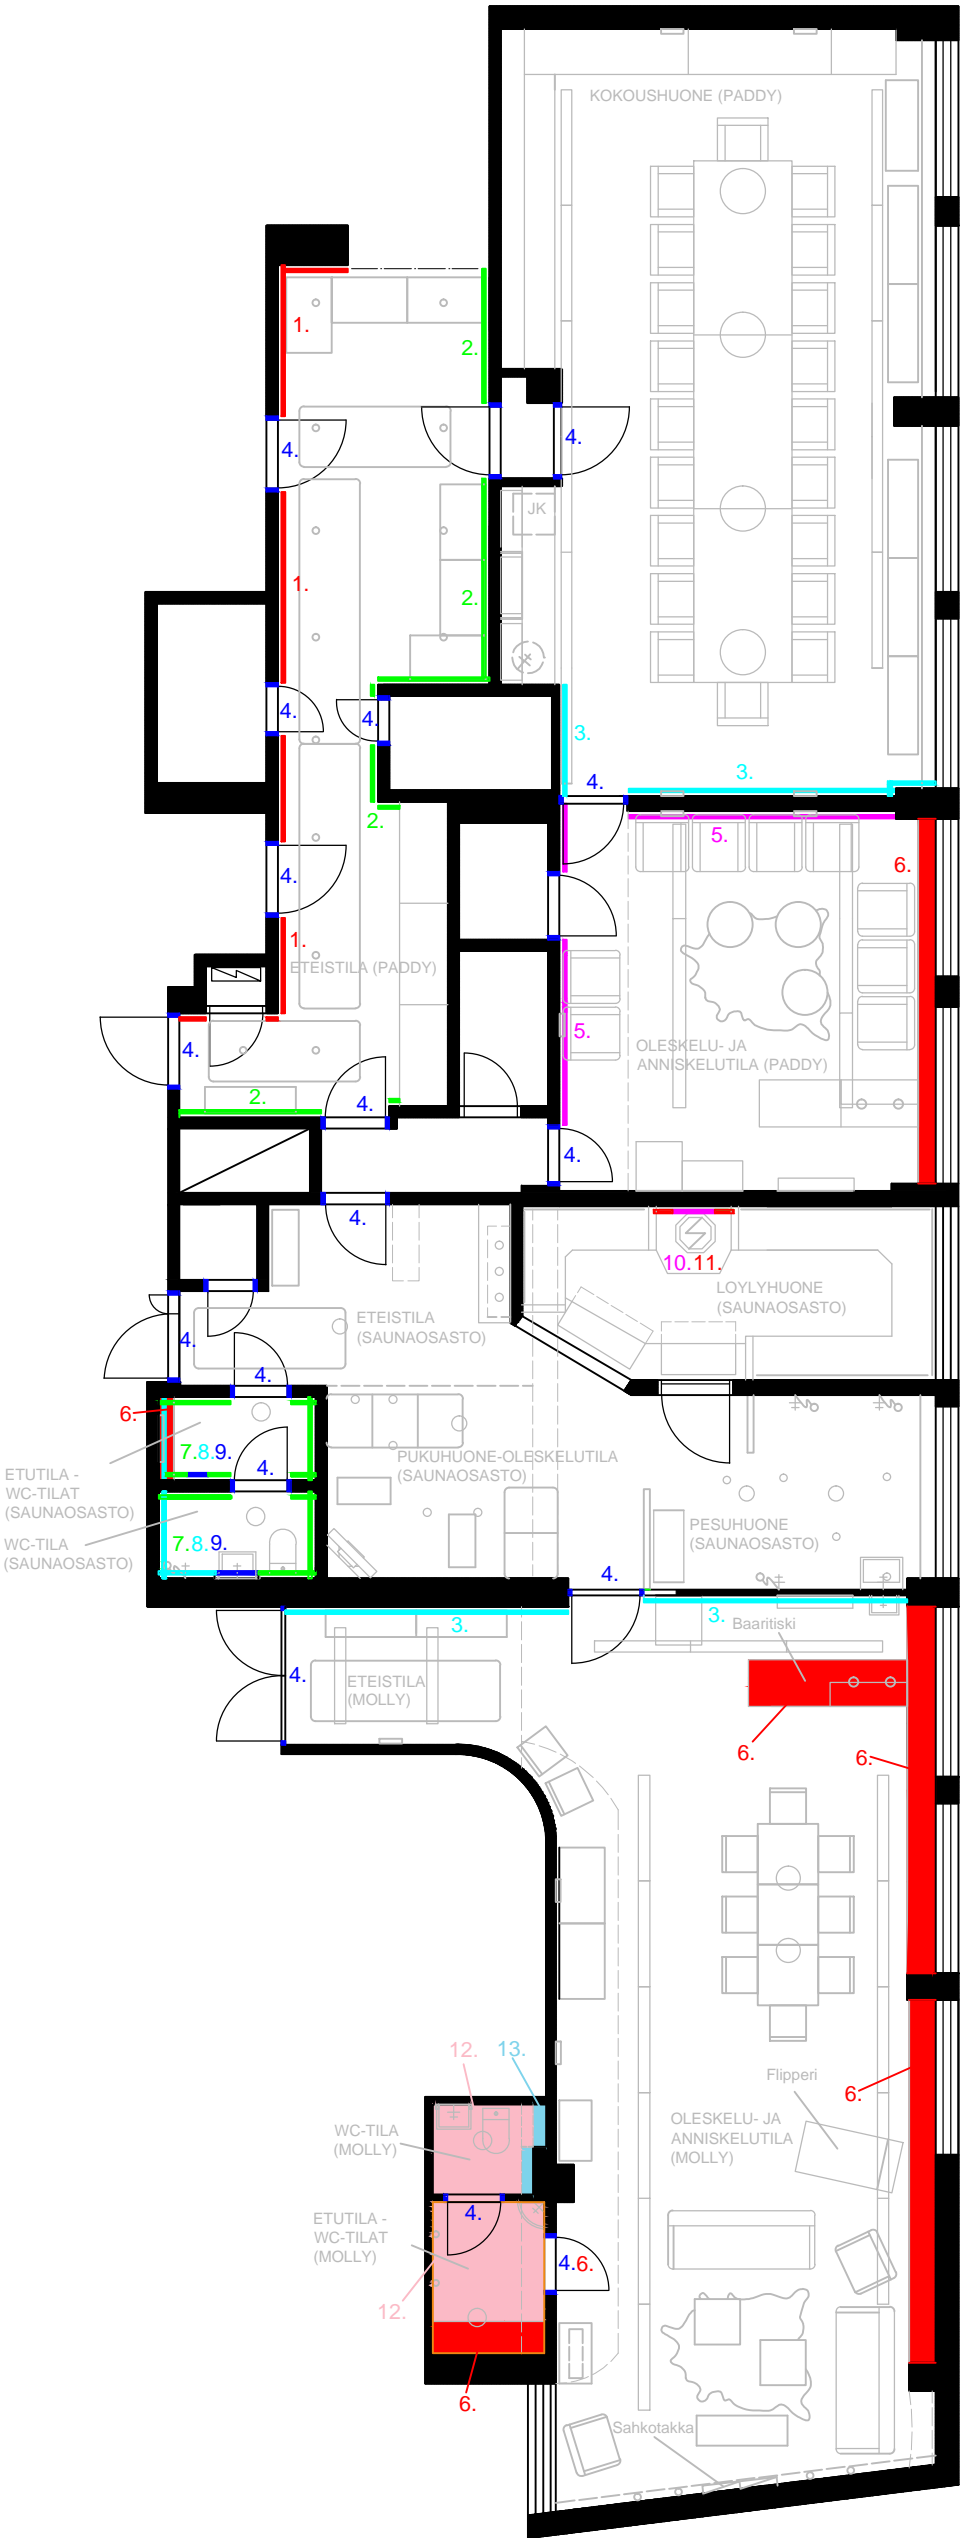 KOKOUSHUONE (PADDY)
1.
2.
4.
4.
JK
1.
2.
4.
4.
3.
3.
4.
2.
5.
6.
4.
1.
ETEISTILA (PADDY)
5.
OLESKELU- JA
ANNISKELUTILA (PADDY)
4.
2.
4.
4.
4.
10.11.
LOYLYHUONE
(SAUNAOSASTO)
ETEISTILA
(SAUNAOSASTO)
4.
4.
6.
7.8.9.
4.
PUKUHUONE-OLESKELUTILA
(SAUNAOSASTO)
ETUTILA -
WC-TILAT
(SAUNAOSASTO)
WC-TILA
(SAUNAOSASTO)
7.8.9.
PESUHUONE
(SAUNAOSASTO)
4.
3.
3.
Baaritiski
4.
ETEISTILA
(MOLLY)
6.
6.
12.
13.
Flipperi
6.
WC-TILA
(MOLLY)
OLESKELU- JA
ANNISKELUTILA
(MOLLY)
4.
ETUTILA -
WC-TILAT
(MOLLY)
4.6.
12.
6.
Sahkotakka